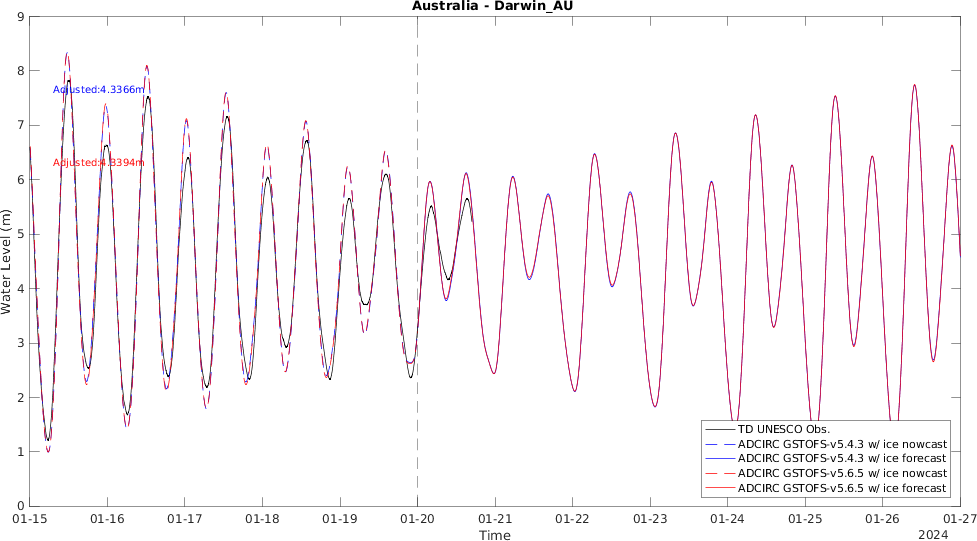 Australia - Darwin_AU
9
8
7
6
5
4
3
2
1
0
Water Level (m)
Adjusted:4.3366m
Adjusted:4.3394m
TD UNESCO Obs.
ADCIRC GSTOFS-v5.4.3 w/ ice nowcast
ADCIRC GSTOFS-v5.4.3 w/ ice forecast
ADCIRC GSTOFS-v5.6.5 w/ ice nowcast
ADCIRC GSTOFS-v5.6.5 w/ ice forecast
01-15 01-16 01-17 01-18 01-19 01-20 01-21 01-22 01-23 01-24 01-25 01-26 01-27
Time
2024